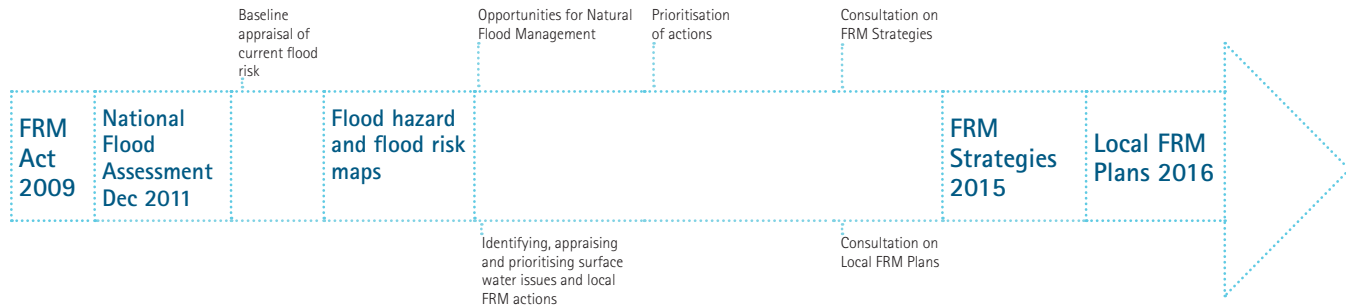 Baseline
appraisal of
current flood
risk
Opportunities for Natural
Flood Management
Prioritisation
of actions
Consultation on
FRM Strategies
FRM
Act
2009
National
Flood
Assessment
Dec 2011
Flood hazard
and flood risk
maps
FRM
Strategies
2015
Local FRM
Plans 2016
Identifying, appraising
and prioritising surface
water issues and local
FRM actions
Consultation on
Local FRM Plans